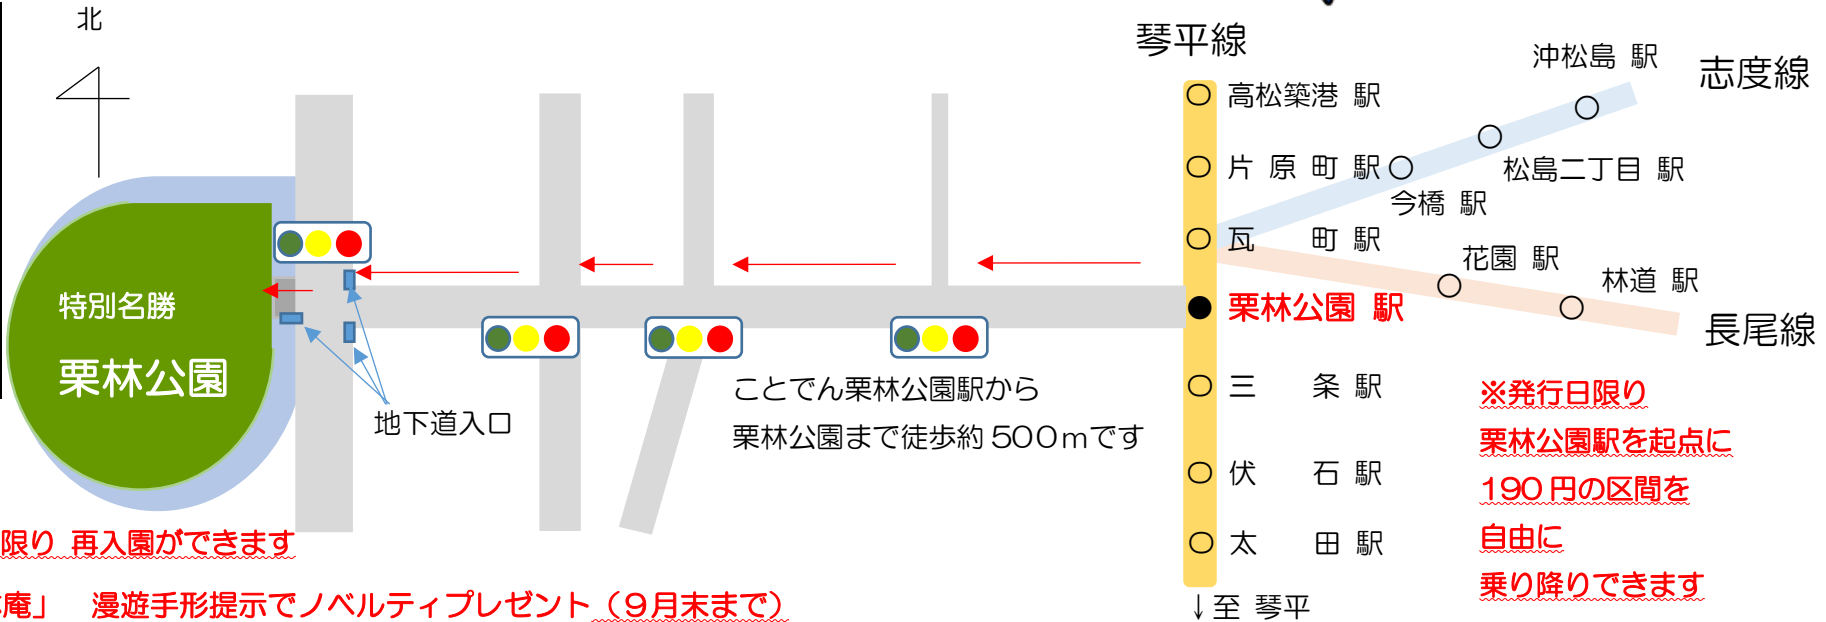 北
琴平線
沖松島 駅
志度線
高松築港 駅
片 原 町 駅
松島二丁目 駅
今橋 駅
瓦 町 駅
花園 駅
林道 駅
特別名勝
栗林公園 駅
長尾線
栗林公園
ことでん栗林公園駅から
栗林公園まで徒歩約500mです
三 条 駅
地下道入口
※発行日限り
栗林公園駅を起点に
190円の区間を
自由に
乗り降りできます
伏 石 駅
太 田 駅
限り 再入園ができます
庵」 漫遊手形提示でノベルティプレゼント(9月末まで)
↓至 琴平